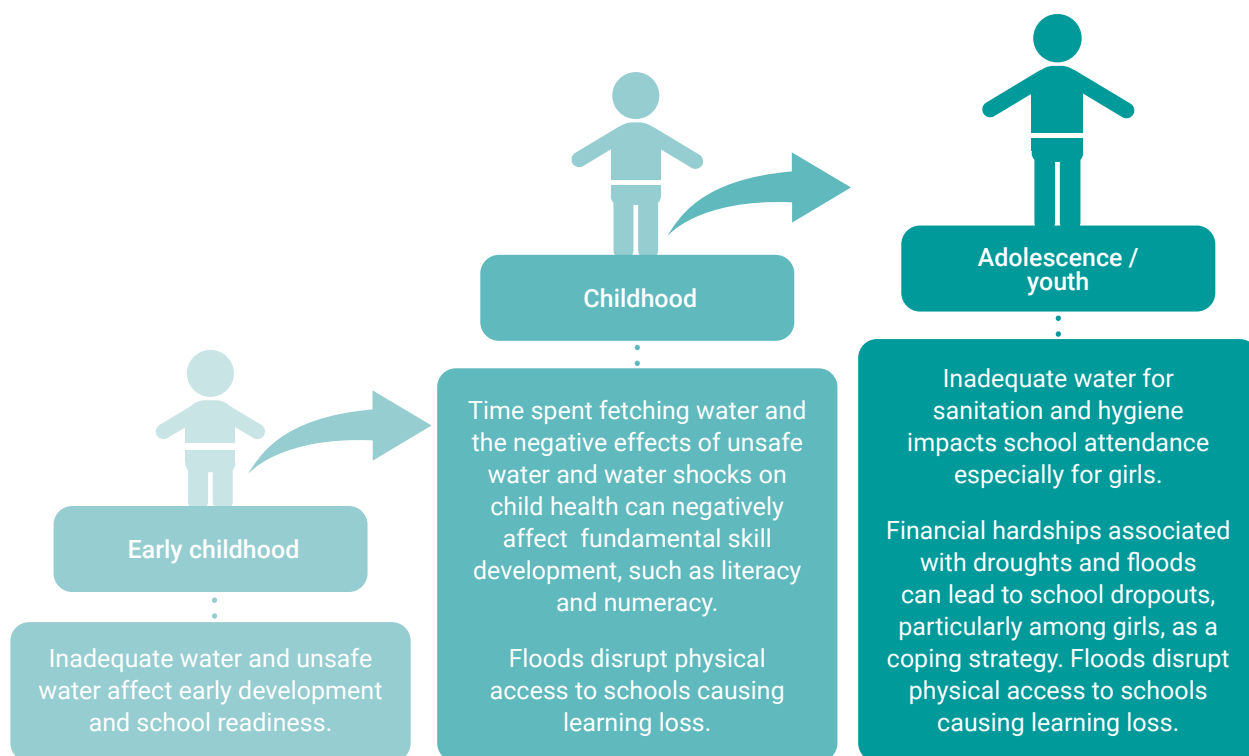 Early childhood
Inadequate water and unsafe
water affect early development
and school readiness.
Childhood
Time spent fetching water and
the negative effects of unsafe
water and water shocks on
child health can negatively
affect  fundamental skill
development, such as literacy
and numeracy.
Floods disrupt physical
access to schools causing
learning loss.
Adolescence /
youth
Inadequate water for
sanitation and hygiene
impacts school attendance
especially for girls.
Financial hardships associated
with droughts and floods
can lead to school dropouts,
particularly among girls, as a
coping strategy. Floods disrupt
physical access to schools
causing learning loss.